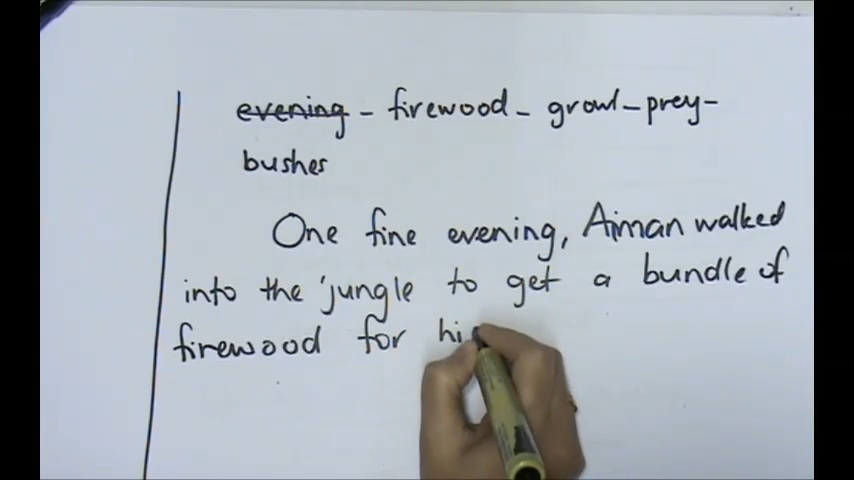 evening - firewood - growl - prey -
bushes
One fine evening, Aiman walked
into the jungle to get a bundle of
firewood for hi